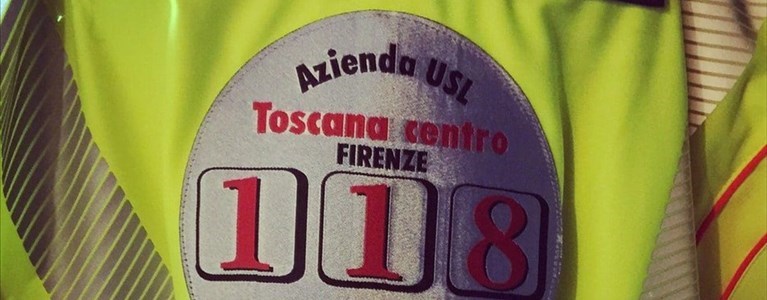 Azienda USL
Toscana centro
FIRENZE
118